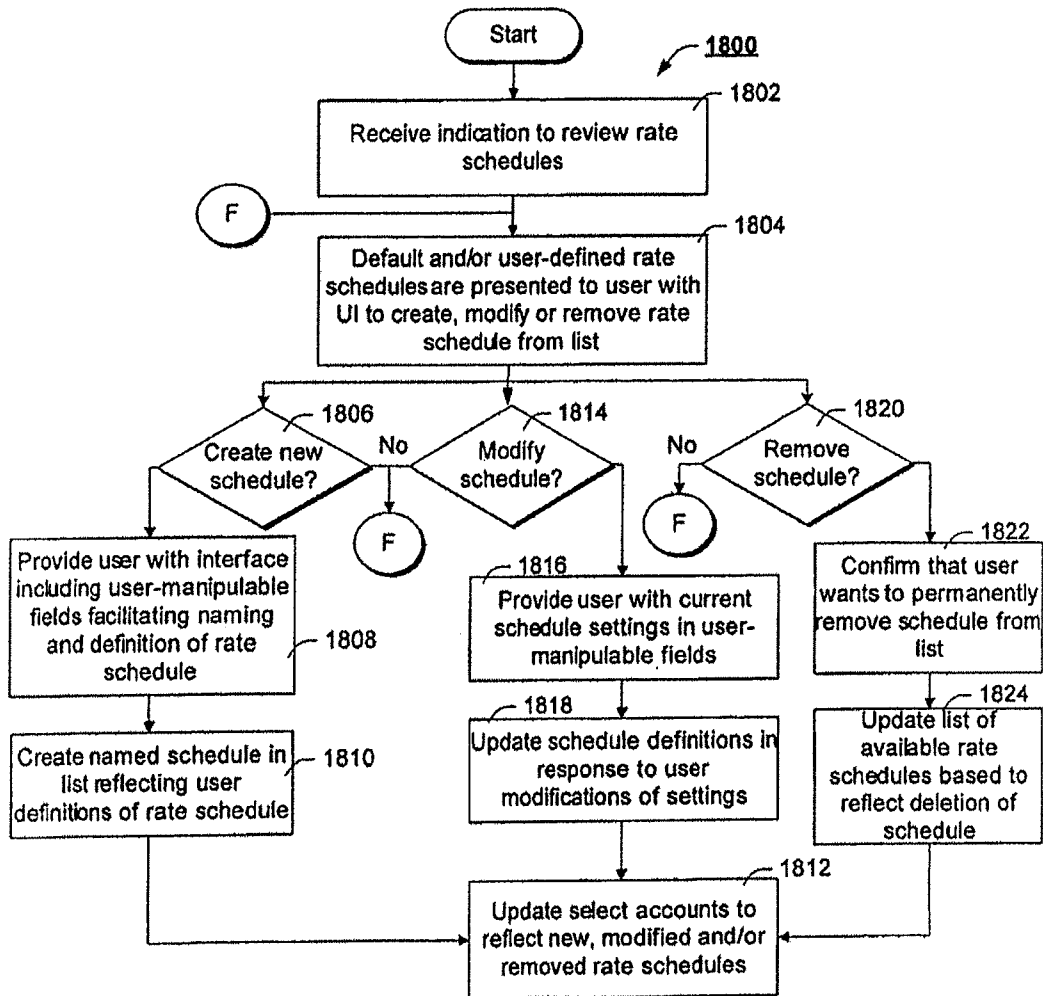 Start
1800
1802
Receive indication to review rate
schedules
F
1804
Default and/or user-defined rate
schedules are presented to user with
UI to create, modify or remove rate
schedule from list
1806
Create new
schedule?
No
F
1814
Modify
schedule?
1820
Remove
schedule?
No
F
Provide user with interface
including user-manipulable
fields facilitating naming
and definition of rate
schedule
1808
1816
Provide user with current
schedule settings in user-
manipulable fields
1822
Confirm that user
wants to permanently
remove schedule from
list
Create named schedule in
list reflecting user
definitions of rate schedule
1810
1818
Update schedule definitions in
response to user
modifications of settings
1824
Update list of
available rate
schedules based to
reflect deletion of
schedule
1812
Update select accounts to
reflect new, modified and/or
removed rate schedules